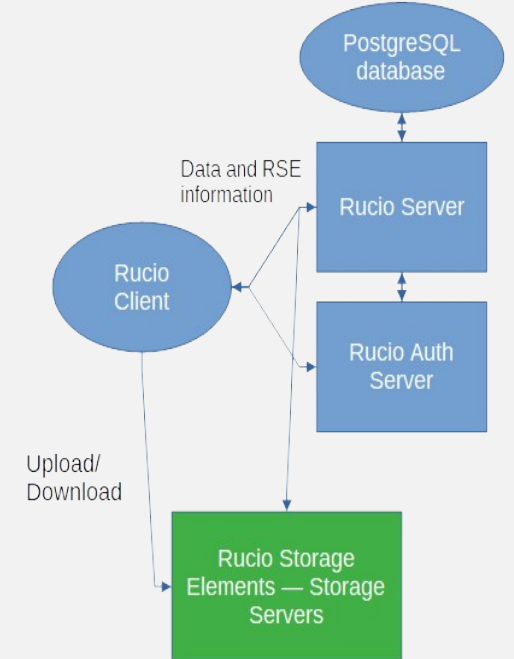 PostgreSQL
database
Data and RSE
information
Rucio Server
Rucio
Client
Rucio Auth
Server
Upload/
Download
Rucio Storage
Elements — Storage
Servers